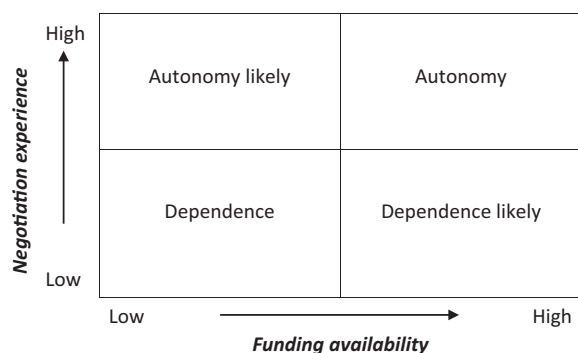 High
Autonomy likely
Autonomy
Negotiation experience
Dependence
Dependence likely
Low
Low
High
Funding availability